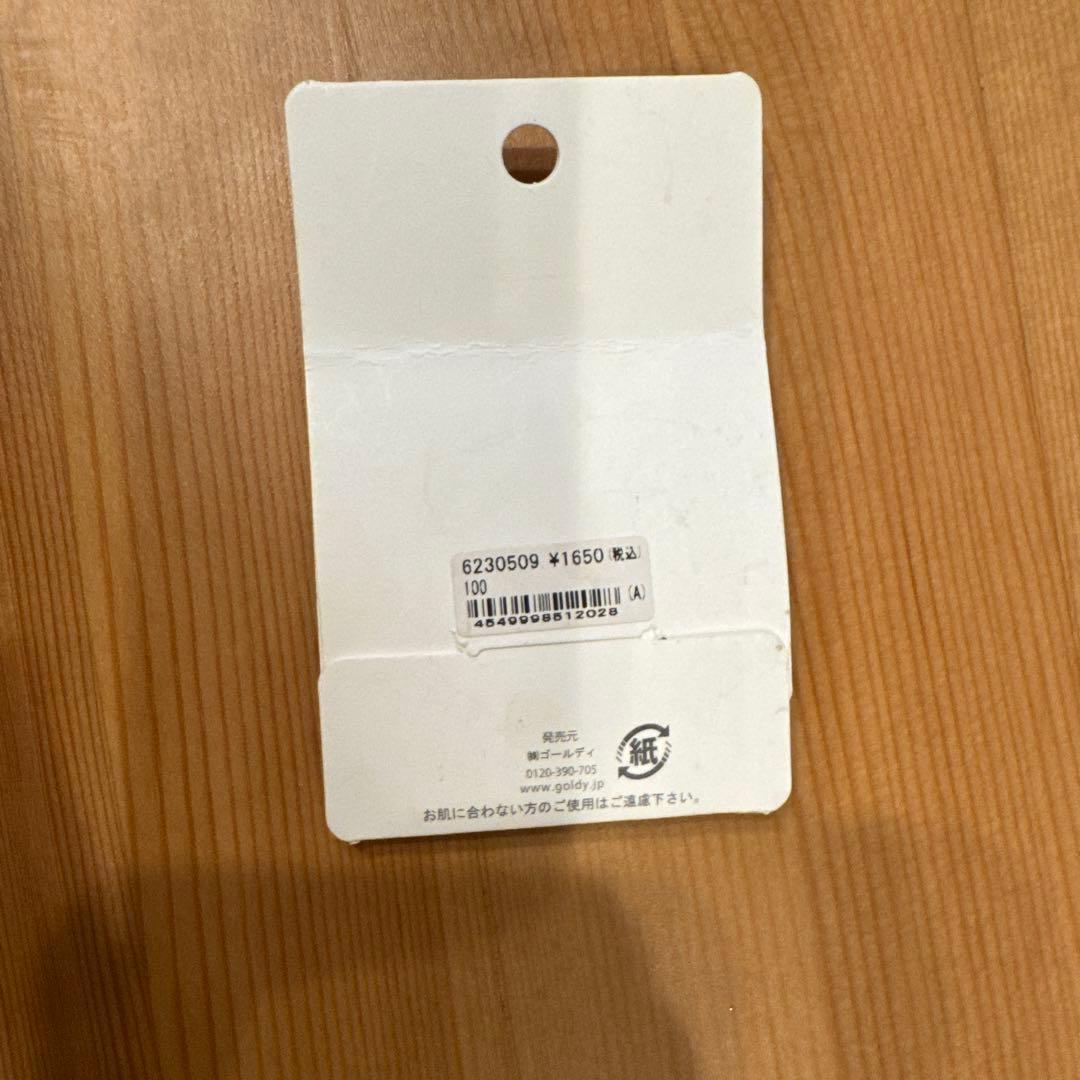 6230509 ¥1650(税込)
100
(A)
4549998512028
発売元
㈱ゴールディ
0120-390-705
www.goldy.jp
紙
お肌に合わない方のご使用はご遠慮下さい。